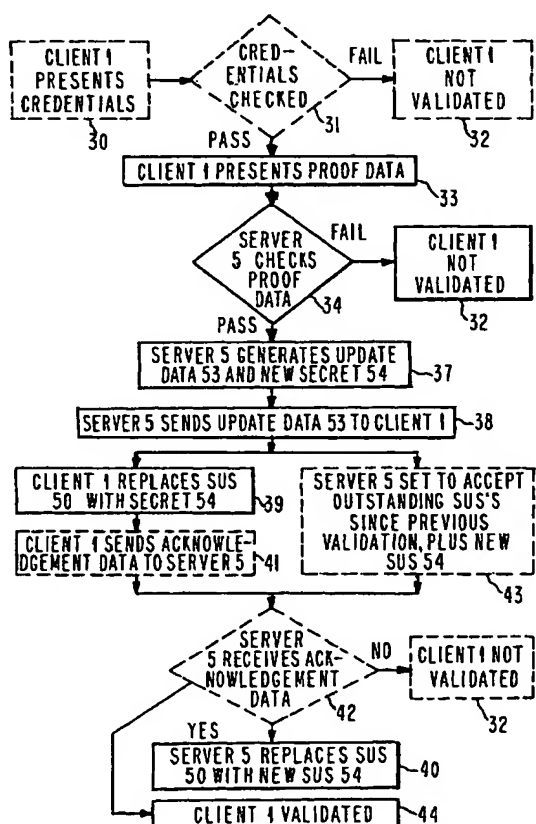 CLIENT 1
PRESENTS
CREDENTIALS
30
CRED-
ENTIALS
CHECKED
31
FAIL
CLIENT 1
NOT
VALIDATED
32
PASS
CLIENT 1 PRESENTS PROOF DATA
33
SERVER
5 CHECKS
PROOF
DATA
34
FAIL
CLIENT 1
NOT
VALIDATED
32
PASS
SERVER 5 GENERATES UPDATE
DATA 53 AND NEW SECRET 54
37
SERVER 5 SENDS UPDATE DATA 53 TO CLIENT 1
38
CLIENT 1 REPLACES SUS
50 WITH SECRET 54
39
CLIENT 1 SENDS ACKNOWLE-
DGEMENT DATA TO SERVER 5
41
SERVER 5 SET TO ACCEPT
OUTSTANDING SUS'S
SINCE PREVIOUS
VALIDATION, PLUS NEW
SUS 54
43
SERVER
5 RECEIVES ACK-
NOWLEDGEMENT
DATA
42
NO
CLIENT 1 NOT
VALIDATED
32
YES
SERVER 5 REPLACES SUS
50 WITH NEW SUS 54
40
CLIENT 1 VALIDATED
44